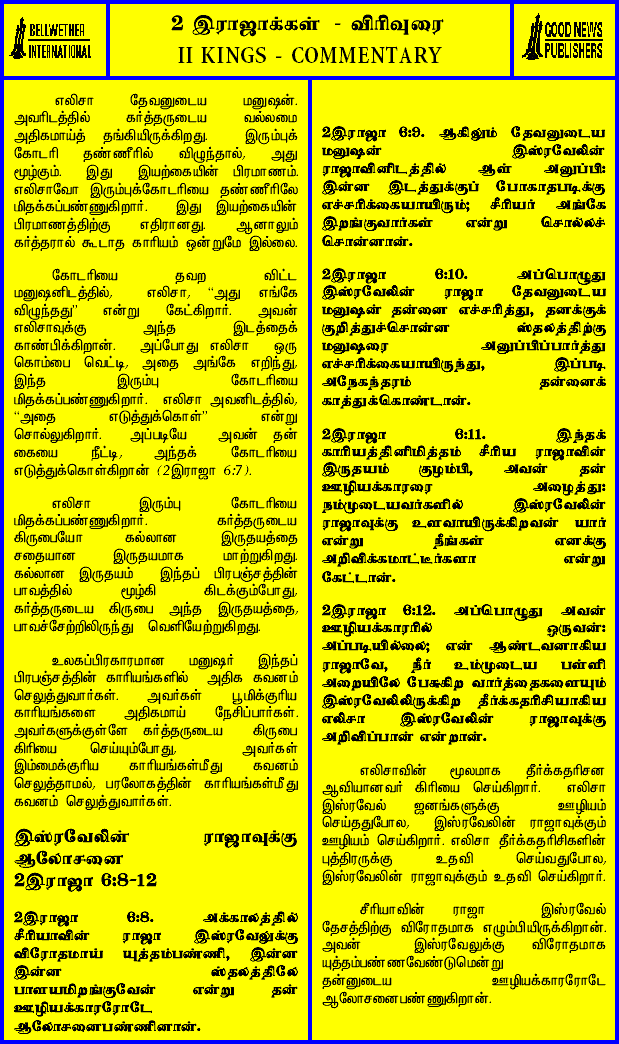 BELLWETHER
INTERNATIONAL
2 இராஜாக்கள் - விரிவுரை
II KINGS - COMMENTARY
GOOD NEWS
PUBLISHERS
எலிசா தேவனுடைய மனுஷன்.
அவரிடத்தில் கர்த்தருடைய வல்லமை
அதிகமாய்த் தங்கியிருக்கிறது. இரும்புக்
கோடரி தண்ணீரில் விழுந்தால், அது
மூழ்கும். இது இயற்கையின் பிரமாணம்.
எலிசாவோ இரும்புக்கோடரியை தண்ணீரிலே
மிதக்கப்பண்ணுகிறார். இது இயற்கையின்
பிரமாணத்திற்கு எதிரானது. ஆனாலும்
கர்த்தரால் கூடாத காரியம் ஒன்றுமே இல்லை.
கோடரியை தவற விட்ட
மனுஷனிடத்தில், எலிசா, “அது எங்கே
விழுந்தது” என்று கேட்கிறார். அவன்
எலிசாவுக்கு அந்த இடத்தைக்
காண்பிக்கிறான். அப்போது எலிசா ஒரு
கொம்பை வெட்டி, அதை அங்கே எறிந்து,
இந்த இரும்பு கோடரியை
மிதக்கப்பண்ணுகிறார். எலிசா அவனிடத்தில்,
“அதை எடுத்துக்கொள்” என்று
சொல்லுகிறார். அப்படியே அவன் தன்
கையை நீட்டி, அந்தக் கோடரியை
எடுத்துக்கொள்கிறான் (2இராஜா 6:7).
எலிசா இரும்பு கோடரியை
மிதக்கப்பண்ணுகிறார். கர்த்தருடைய
கிருபையோ கல்லான இருதயத்தை
சதையான இருதயமாக மாற்றுகிறது.
கல்லான இருதயம் இந்தப் பிரபஞ்சத்தின்
பாவத்தில் மூழ்கி கிடக்கும்போது,
கர்த்தருடைய கிருபை அந்த இருதயத்தை,
பாவச்சேற்றிலிருந்து வெளியேற்றுகிறது.
உலகப்பிரகாரமான மனுஷர் இந்தப்
பிரபஞ்சத்தின் காரியங்களில் அதிக கவனம்
செலுத்துவார்கள். அவர்கள் பூமிக்குரிய
காரியங்களை அதிகமாய் நேசிப்பார்கள்.
அவர்களுக்குள்ளே கர்த்தருடைய கிருபை
கிரியை செய்யும்போது, அவர்கள்
இம்மைக்குரிய காரியங்கள்மீது கவனம்
செலுத்தாமல், பரலோகத்தின் காரியங்கள்மீது
கவனம் செலுத்துவார்கள்.
இஸ்ரவேலின் ராஜாவுக்கு
ஆலோசனை
2இராஜா 6:8-12
2இராஜா 6:8. அக்காலத்தில்
சீரியாவின் ராஜா இஸ்ரவேலுக்கு
விரோதமாய் யுத்தம்பண்ணி, இன்ன
இன்ன ஸ்தலத்திலே
பாளயமிறங்குவேன் என்று தன்
ஊழியக்காரரோடே
ஆலோசனைபண்ணினான்.
2இராஜா 6:9. ஆகிலும் தேவனுடைய
மனுஷன் இஸ்ரவேலின்
ராஜாவினிடத்தில் ஆள் அனுப்பி:
இன்ன இடத்துக்குப் போகாதபடிக்கு
எச்சரிக்கையாயிரும்; சீரியர் அங்கே
இறங்குவார்கள் என்று சொல்லச்
சொன்னான்.
2இராஜா 6:10. அப்பொழுது
இஸ்ரவேலின் ராஜா தேவனுடைய
மனுஷன் தன்னை எச்சரித்து, தனக்குக்
குறித்துச்சொன்ன ஸ்தலத்திற்கு
மனுஷரை அனுப்பிப்பார்த்து
எச்சரிக்கையாயிருந்து, இப்படி
அநேகந்தரம் தன்னைக்
காத்துக்கொண்டான்.
2இராஜா 6:11. இந்தக்
காரியத்தினிமித்தம் சீரிய ராஜாவின்
இருதயம் குழம்பி, அவன் தன்
ஊழியக்காரரை அழைத்து:
நம்முடையவர்களில் இஸ்ரவேலின்
ராஜாவுக்கு உளவாயிருக்கிறவன் யார்
என்று நீங்கள் எனக்கு
அறிவிக்கமாட்டீர்களா என்று
கேட்டான்.
2இராஜா 6:12. அப்பொழுது அவன்
ஊழியக்காரரில் ஒருவன்:
அப்படியில்லை; என் ஆண்டவனாகிய
ராஜாவே, நீர் உம்முடைய பள்ளி
அறையிலே பேசுகிற வார்த்தைகளையும்
இஸ்ரவேலிலிருக்கிற தீர்க்கதரிசியாகிய
எலிசா இஸ்ரவேலின் ராஜாவுக்கு
அறிவிப்பான் என்றான்.
எலிசாவின் மூலமாக தீர்க்கதரிசன
ஆவியானவர் கிரியை செய்கிறார். எலிசா
இஸ்ரவேல் ஜனங்களுக்கு ஊழியம்
செய்ததுபோல, இஸ்ரவேலின் ராஜாவுக்கும்
ஊழியம் செய்கிறார். எலிசா தீர்க்கதரிசிகளின்
புத்திரருக்கு உதவி செய்வதுபோல,
இஸ்ரவேலின் ராஜாவுக்கும் உதவி செய்கிறார்.
சீரியாவின் ராஜா இஸ்ரவேல்
தேசத்திற்கு விரோதமாக எழும்பியிருக்கிறான்.
அவன் இஸ்ரவேலுக்கு விரோதமாக
யுத்தம்பண்ணவேண்டுமென்று
தன்னுடைய ஊழியக்காரரோடே
ஆலோசனைபண்ணுகிறான்.